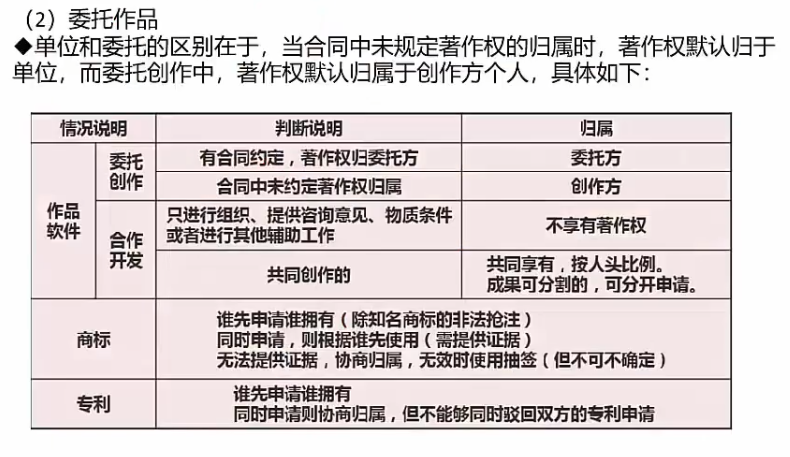 （2）委托作品
◆单位和委托的区别在于，当合同中未规定著作权的归属时，著作权默认归于
单位，而委托创作中，著作权默认归属于创作方个人，具体如下：
情况说明 判断说明 归属
作品
软件
委托
创作
有合同约定，著作权归委托方 委托方
合同中未约定著作权归属 创作方
合作
开发
只进行组织、提供咨询意见、物质条件
或者进行其他辅助工作
不享有著作权
共同创作的
共同享有，按人头比例。
成果可分割的，可分开申请。
商标
谁先申请谁拥有（除知名商标的非法抢注）
同时申请，则根据谁先使用（需提供证据）
无法提供证据，协商归属，无效时使用抽签（但不可不确定）
专利
谁先申请谁拥有
同时申请则协商归属，但不能够同时驳回双方的专利申请